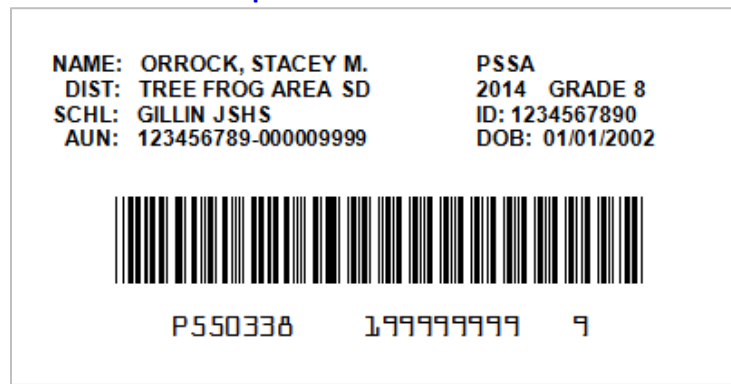 NAME: ORROCK, STACEY M. PSSA
DIST: TREE FROG AREA SD 2014 GRADE 8
SCHL: GILLIN JSHS ID: 1234567890
AUN: 123456789-000009999 DOB: 01/01/2002
P550338 199999999 9